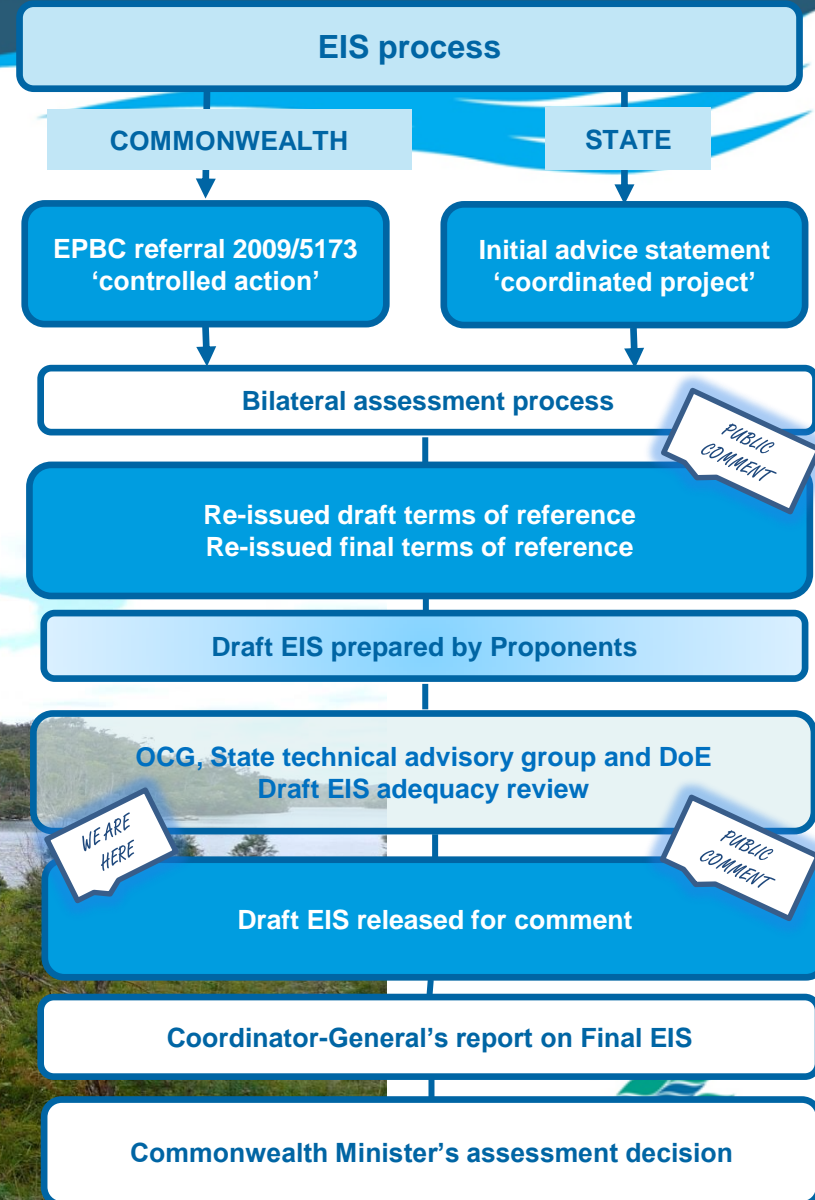 EIS process
COMMONWEALTH
STATE
EPBC referral 2009/5173
‘controlled action’
Initial advice statement
‘coordinated project’
Bilateral assessment process
PUBLIC
COMMENT
Re-issued draft terms of reference
Re-issued final terms of reference
Draft EIS prepared by Proponents
OCG, State technical advisory group and DoE
Draft EIS adequacy review
WE ARE
HERE
PUBLIC
COMMENT
Draft EIS released for comment
Coordinator-General’s report on Final EIS
Commonwealth Minister’s assessment decision